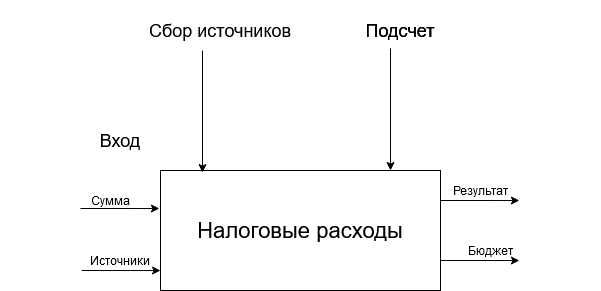 Сбор источников
Подсчет
Вход
Сумма
Результат
Налоговые расходы
Источники
Бюджет